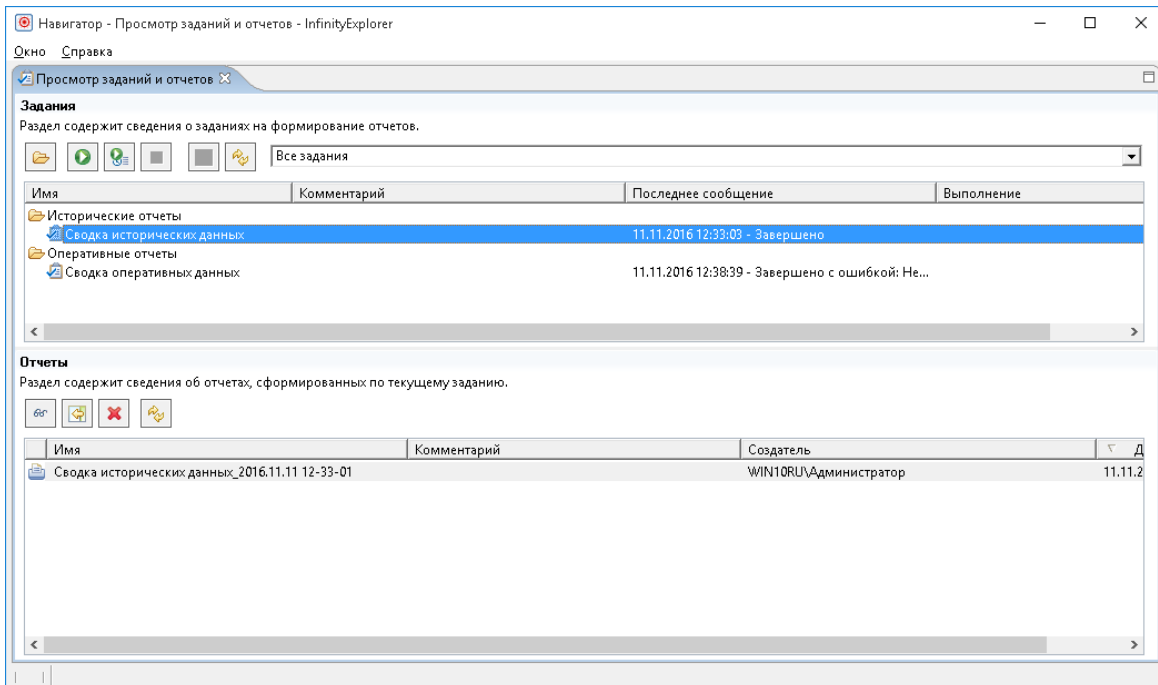 Навигатор - Просмотр заданий и отчетов - InfinityExplorer
Окно Справка
Просмотр заданий и отчетов
Задания
Раздел содержит сведения о заданиях на формирование отчетов.
Все задания
Имя Комментарий Последнее сообщение Выполнение
Исторические отчеты
Сводка исторических данных 11.11.2016 12:33:03 - Завершено
Оперативные отчеты
Сводка оперативных данных 11.11.2016 12:38:39 - Завершено с ошибкой: Не...
Отчеты
Раздел содержит сведения об отчетах, сформированных по текущему заданию.
Имя Комментарий Создатель Д
Сводка исторических данных_2016.11.11 12-33-01 WIN10RU\Администратор 11.11.2